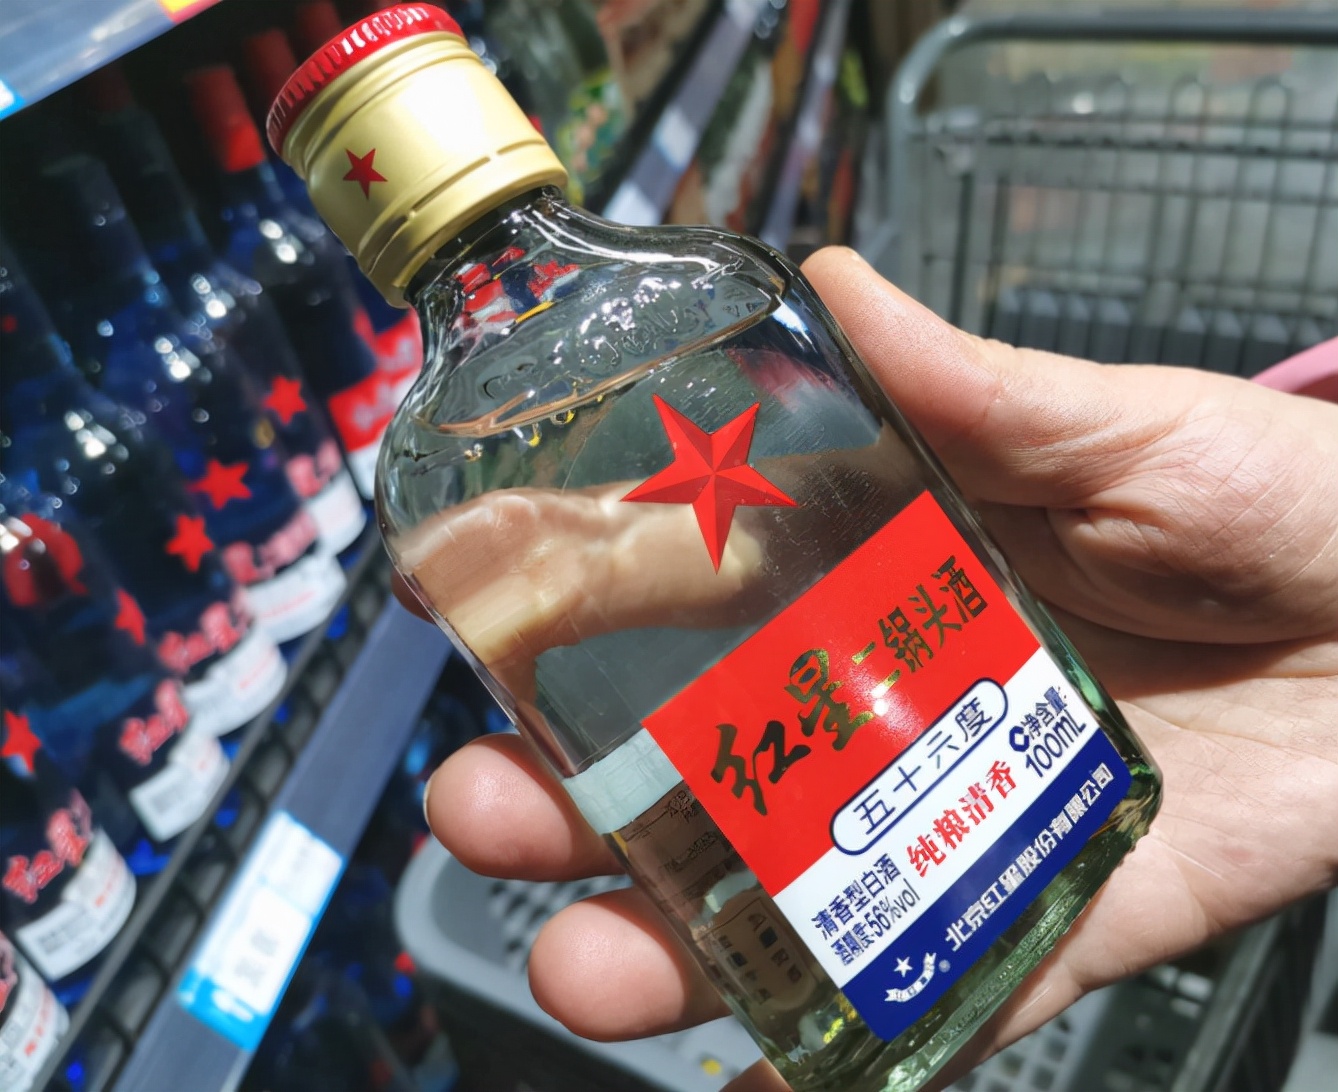 红星二锅头酒
五十六度
净含量:
100mL
纯粮清香
清香型白酒
酒精度:56%vol
北京红星股份有限公司